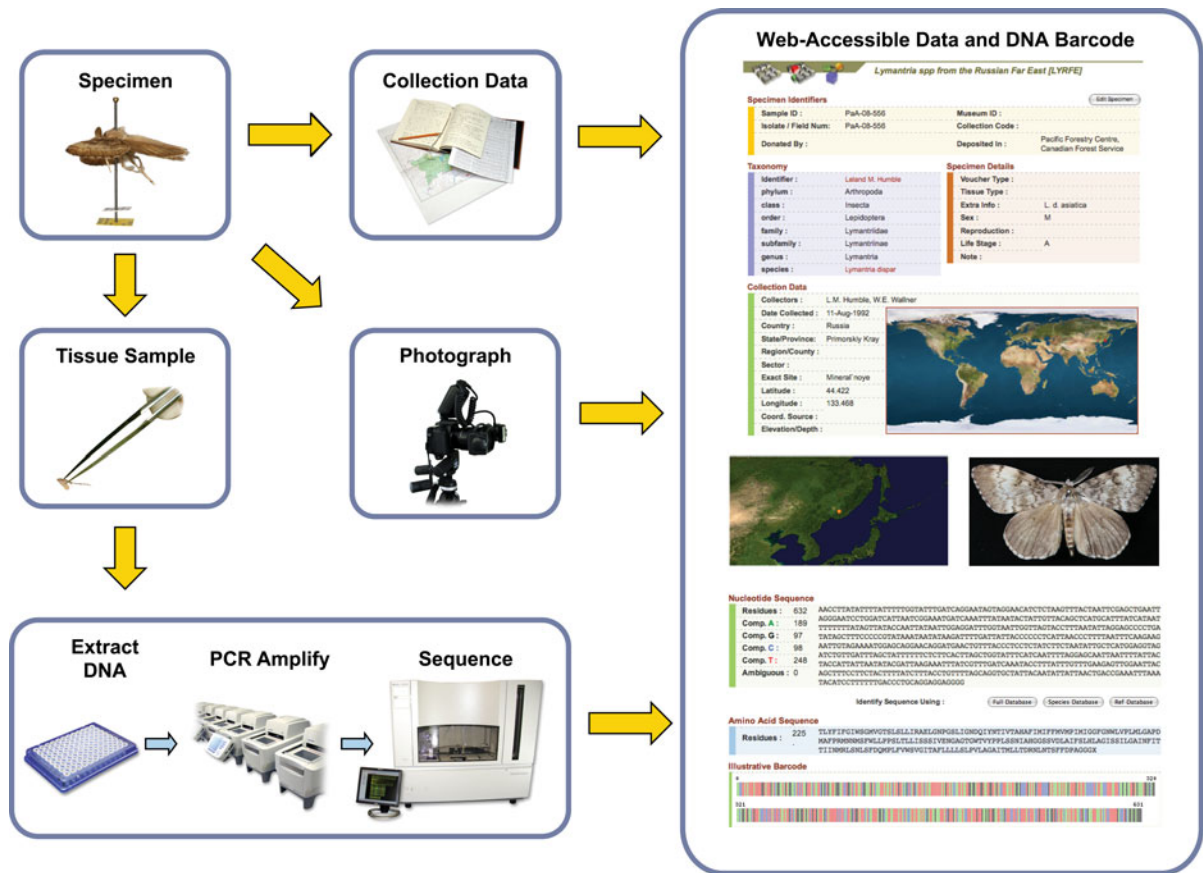 Specimen
Collection Data
Tissue Sample
Photograph
Extract
DNA
PCR Amplify
Sequence
Web-Accessible Data and DNA Barcode
Lymantria spp from the Russian Far East [LYRFE]
Specimen Identifiers
Edit Specimen
Sample ID : PaA-08-556 Museum ID :
Isolate / Field Num: PaA-08-556 Collection Code :
Donated By : Deposited In : Pacific Forestry Centre,
Canadian Forest Service
Taxonomy
Identifier : Leland M. Humble
phylum : Arthropoda
class : Insecta
order : Lepidoptera
family : Lymantriidae
subfamily : Lymantriinae
genus : Lymantria
species : Lymantria dispar
Specimen Details
Voucher Type :
Tissue Type :
Extra Info : L. d. asiatica
Sex : M
Reproduction :
Life Stage : A
Note :
Collection Data
Collectors : L.M. Humble, W.E. Wallner
Date Collected : 11-Aug-1992
Country : Russia
State/Province: Primorskiy Kray
Region/County :
Sector :
Exact Site : Mineral'noye
Latitude : 44.422
Longitude : 133.468
Coord. Source :
Elevation/Depth :
Nucleotide Sequence
Residues : 632
Comp. A : 189
Comp. G : 97
Comp. C : 98
Comp. T : 248
Ambiguous : 0
Identify Sequence Using : Full Database Species Database Ref Database
Amino Acid Sequence
Residues : 225
Illustrative Barcode
4 324
321 631